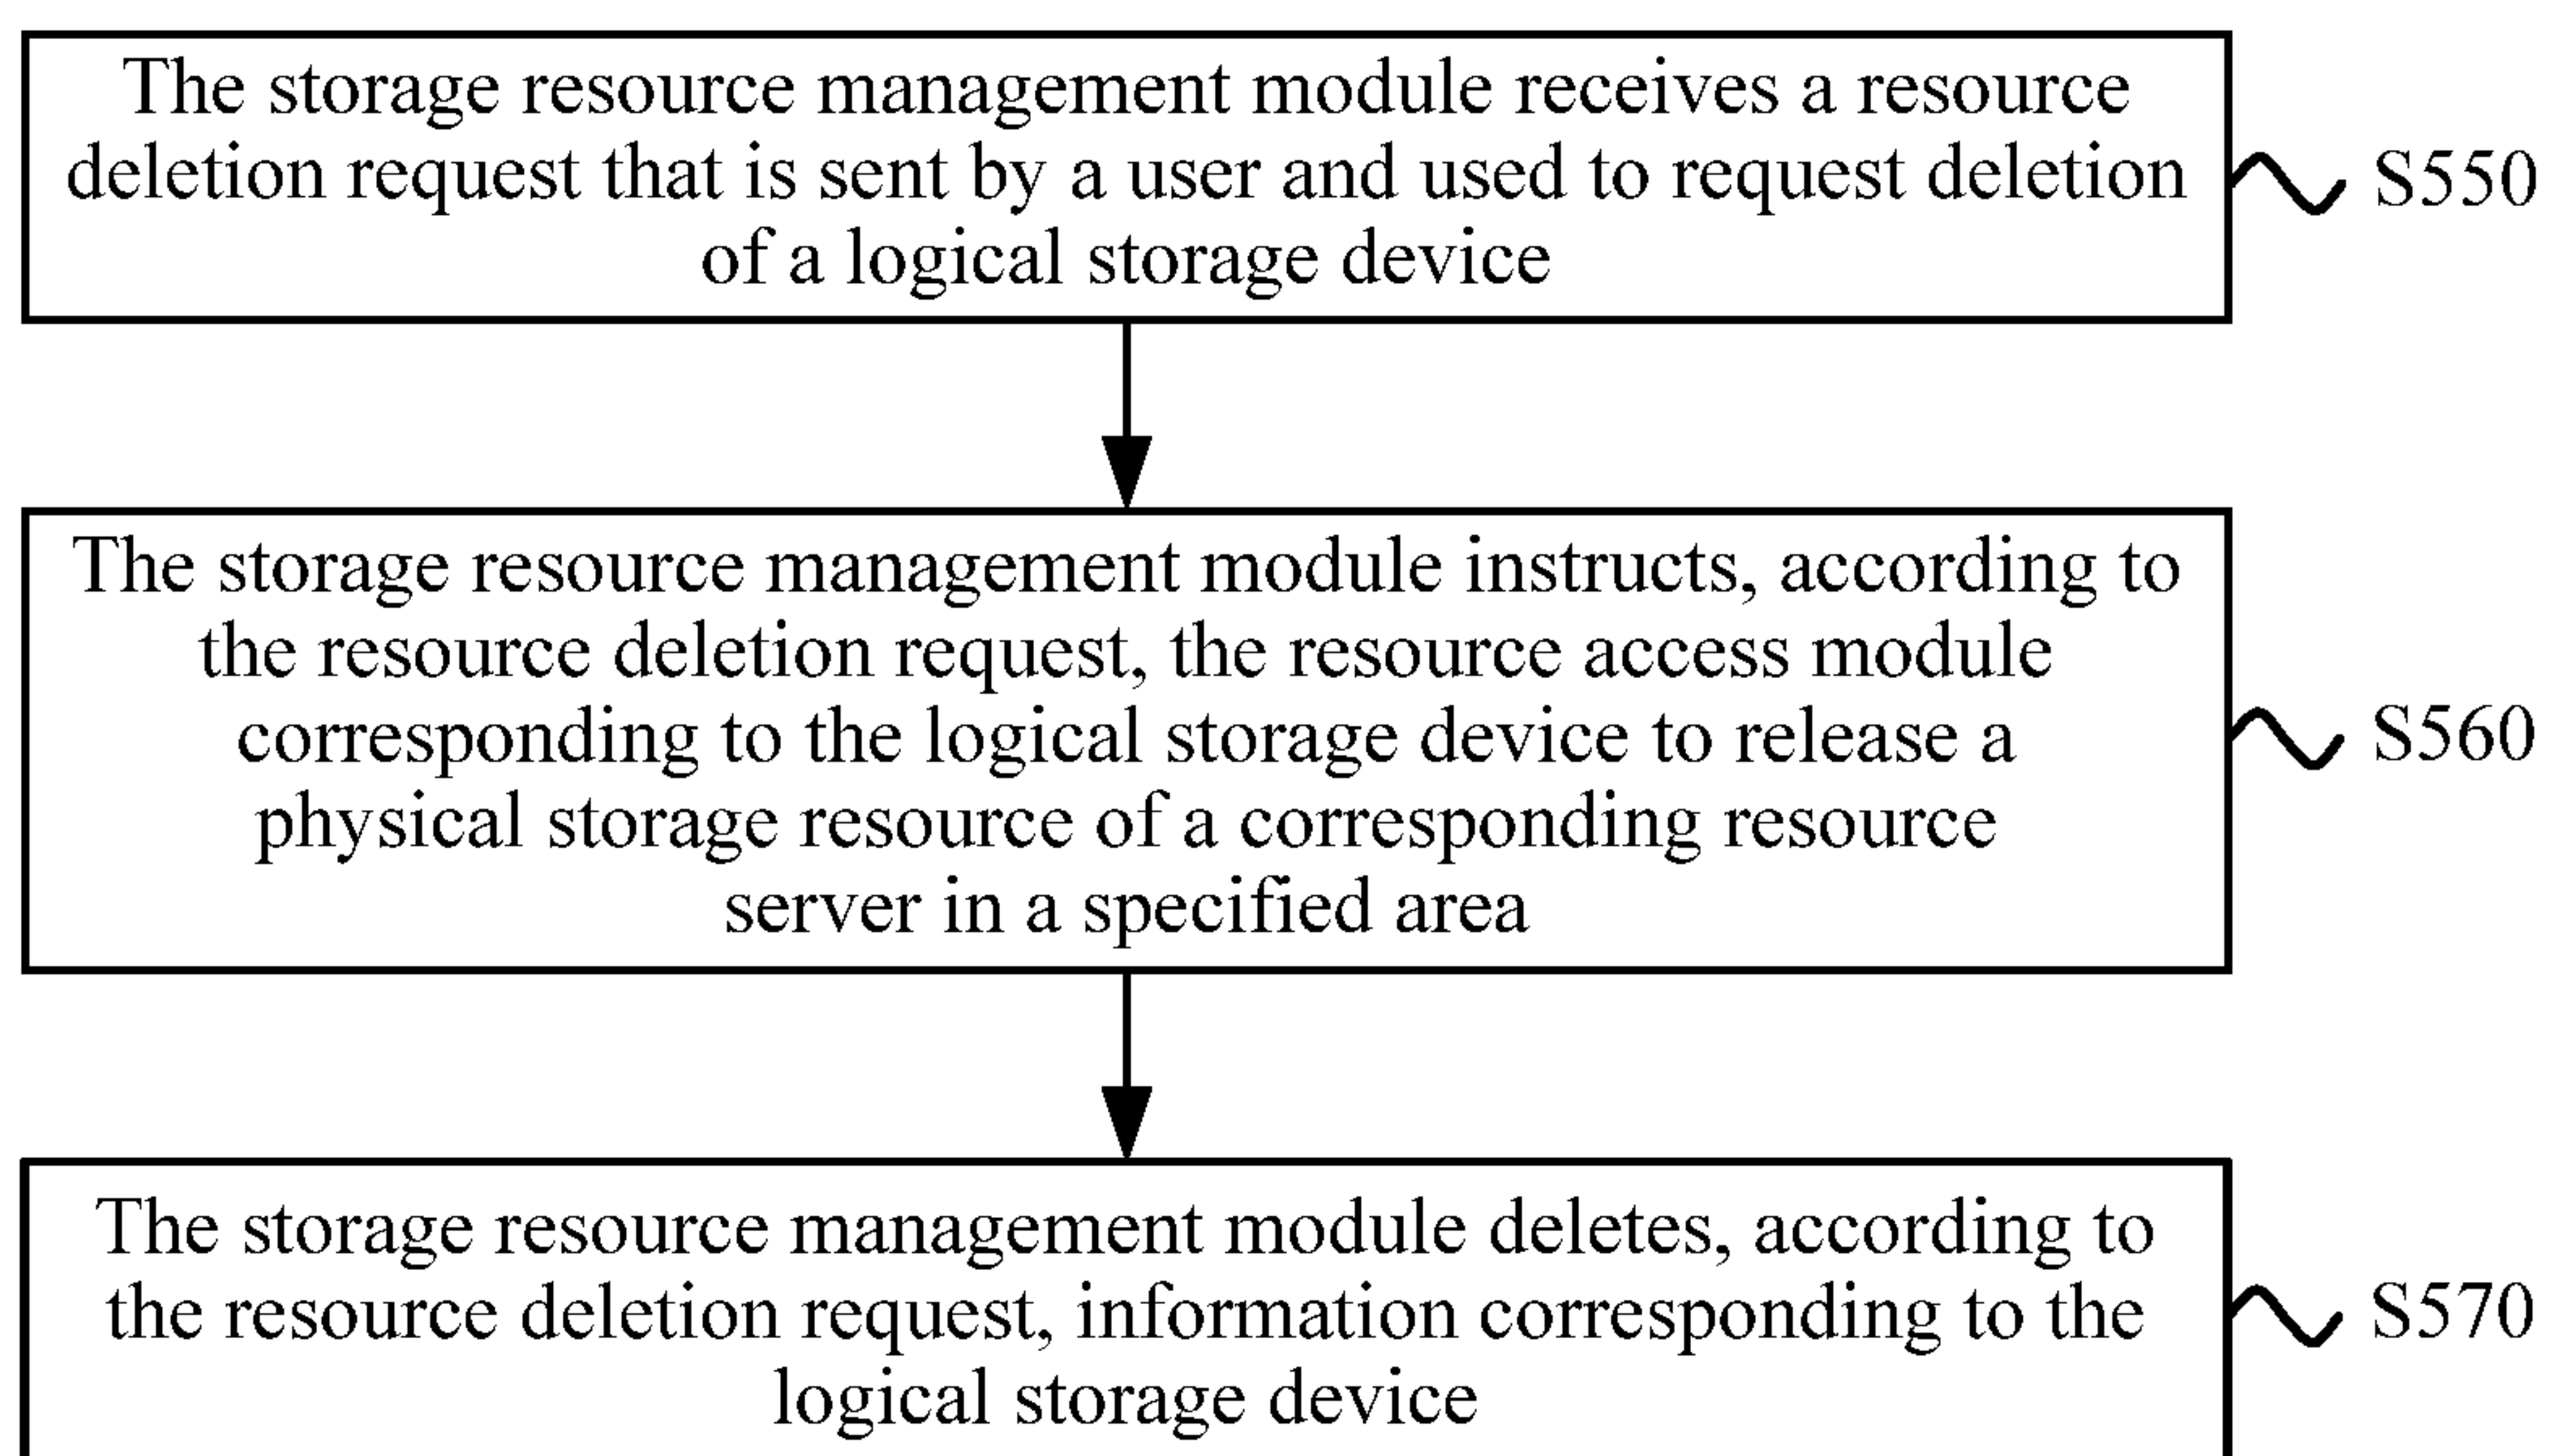 The storage resource management module receives a resource
deletion request that is sent by a user and used to request deletion
of a logical storage device
S550
The storage resource management module instructs, according to
the resource deletion request, the resource access module
corresponding to the logical storage device to release a
physical storage resource of a corresponding resource
server in a specified area
S560
The storage resource management module deletes, according to
the resource deletion request, information corresponding to the
logical storage device
S570